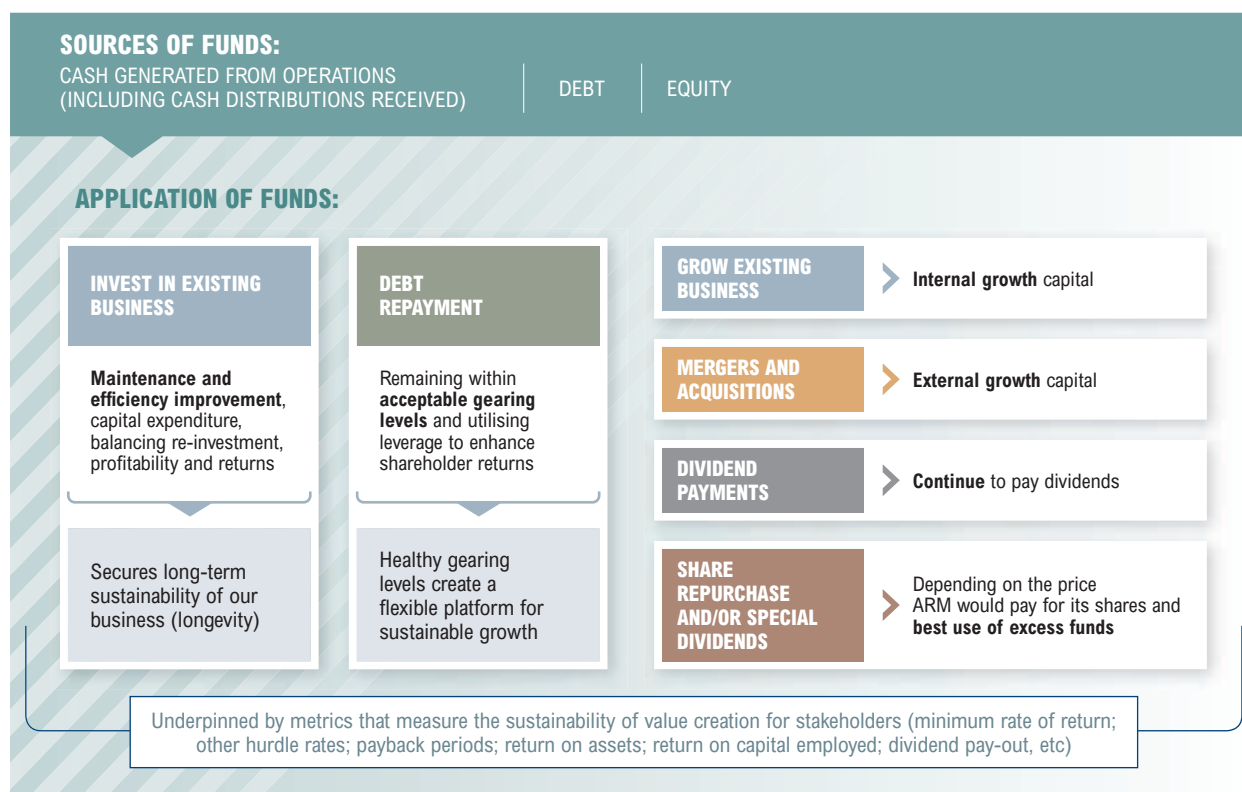 SOURCES OF FUNDS:
CASH GENERATED FROM OPERATIONS
(INCLUDING CASH DISTRIBUTIONS RECEIVED)
DEBT
EQUITY
APPLICATION OF FUNDS:
INVEST IN EXISTING
BUSINESS
Maintenance and
efficiency improvement,
capital expenditure,
balancing re-investment,
profitability and returns
Secures long-term
sustainability of our
business (longevity)
DEBT
REPAYMENT
Remaining within
acceptable gearing
levels and utilising
leverage to enhance
shareholder returns
Healthy gearing
levels create a
flexible platform for
sustainable growth
GROW EXISTING
BUSINESS
Internal growth capital
MERGERS AND
ACQUISITIONS
External growth capital
DIVIDEND
PAYMENTS
Continue to pay dividends
SHARE
REPURCHASE
AND/OR SPECIAL
DIVIDENDS
Depending on the price
ARM would pay for its shares and
best use of excess funds
Underpinned by metrics that measure the sustainability of value creation for stakeholders (minimum rate of return;
other hurdle rates; payback periods; return on assets; return on capital employed; dividend pay-out, etc)